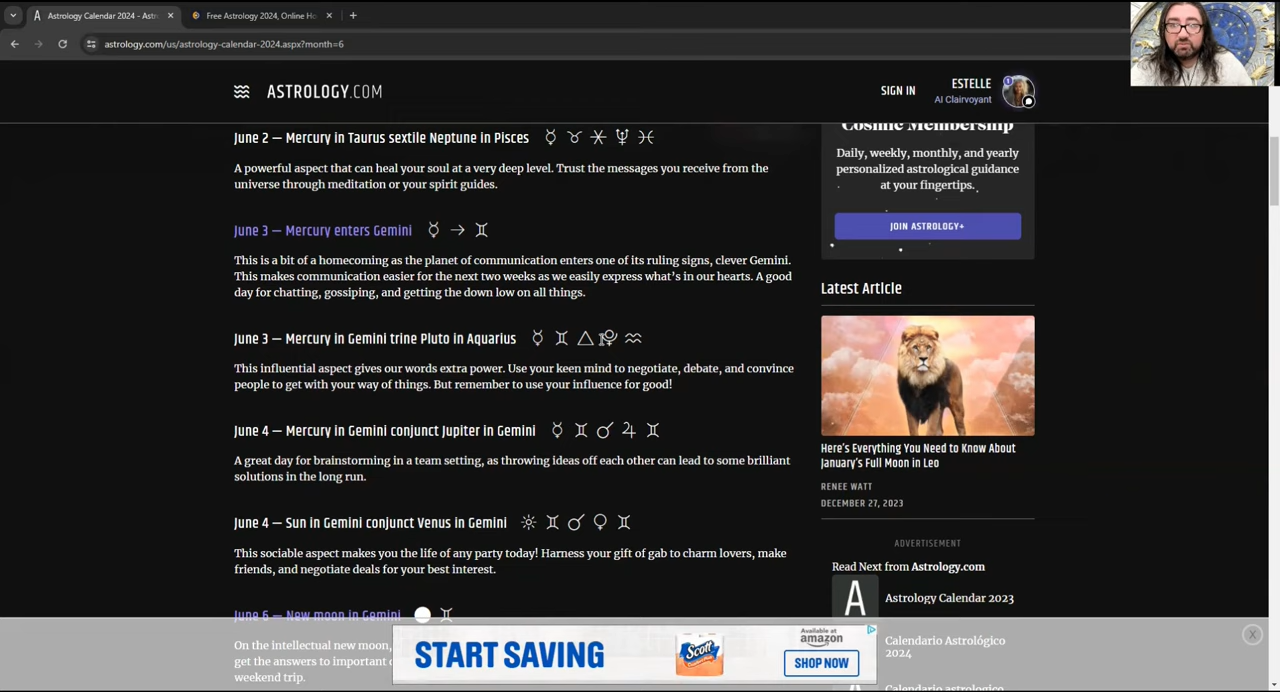 Astrology Calendar 2024 - Astr
Free Astrology 2024, Online Ho
astrology.com/us/astrology-calendar-2024.aspx?month=6
ASTROLOGY.COM
SIGN IN
ESTELLE
AI Clairvoyant
1
June 2 — Mercury in Taurus sextile Neptune in Pisces ☿ ♉ ⚹ ♆ ♓
A powerful aspect that can heal your soul at a very deep level. Trust the messages you receive from the
universe through meditation or your spirit guides.
June 3 — Mercury enters Gemini ☿ → ♊
This is a bit of a homecoming as the planet of communication enters one of its ruling signs, clever Gemini.
This makes communication easier for the next two weeks as we easily express what’s in our hearts. A good
day for chatting, gossiping, and getting the down low on all things.
June 3 — Mercury in Gemini trine Pluto in Aquarius ☿ ♊ △ ♇ ♒
This influential aspect gives our words extra power. Use your keen mind to negotiate, debate, and convince
people to get with your way of things. But remember to use your influence for good!
June 4 — Mercury in Gemini conjunct Jupiter in Gemini ☿ ♊ ☌ ♃ ♊
A great day for brainstorming in a team setting, as throwing ideas off each other can lead to some brilliant
solutions in the long run.
June 4 — Sun in Gemini conjunct Venus in Gemini ☼ ♊ ☌ ♀ ♊
This sociable aspect makes you the life of any party today! Harness your gift of gab to charm lovers, make
friends, and negotiate deals for your best interest.
June 6 — New moon in Gemini ♊
On the intellectual new moon,
get the answers to important
weekend trip.
Cosmic Membership
Daily, weekly, monthly, and yearly
personalized astrological guidance
at your fingertips.
JOIN ASTROLOGY+
Latest Article
Here’s Everything You Need to Know About
January’s Full Moon in Leo
RENEE WATT
DECEMBER 27, 2023
ADVERTISEMENT
Read Next from Astrology.com
A
Astrology Calendar 2023
Calendario Astrológico
2024
Calendario astrologico
START SAVING
Scott
Available at
amazon
SHOP NOW